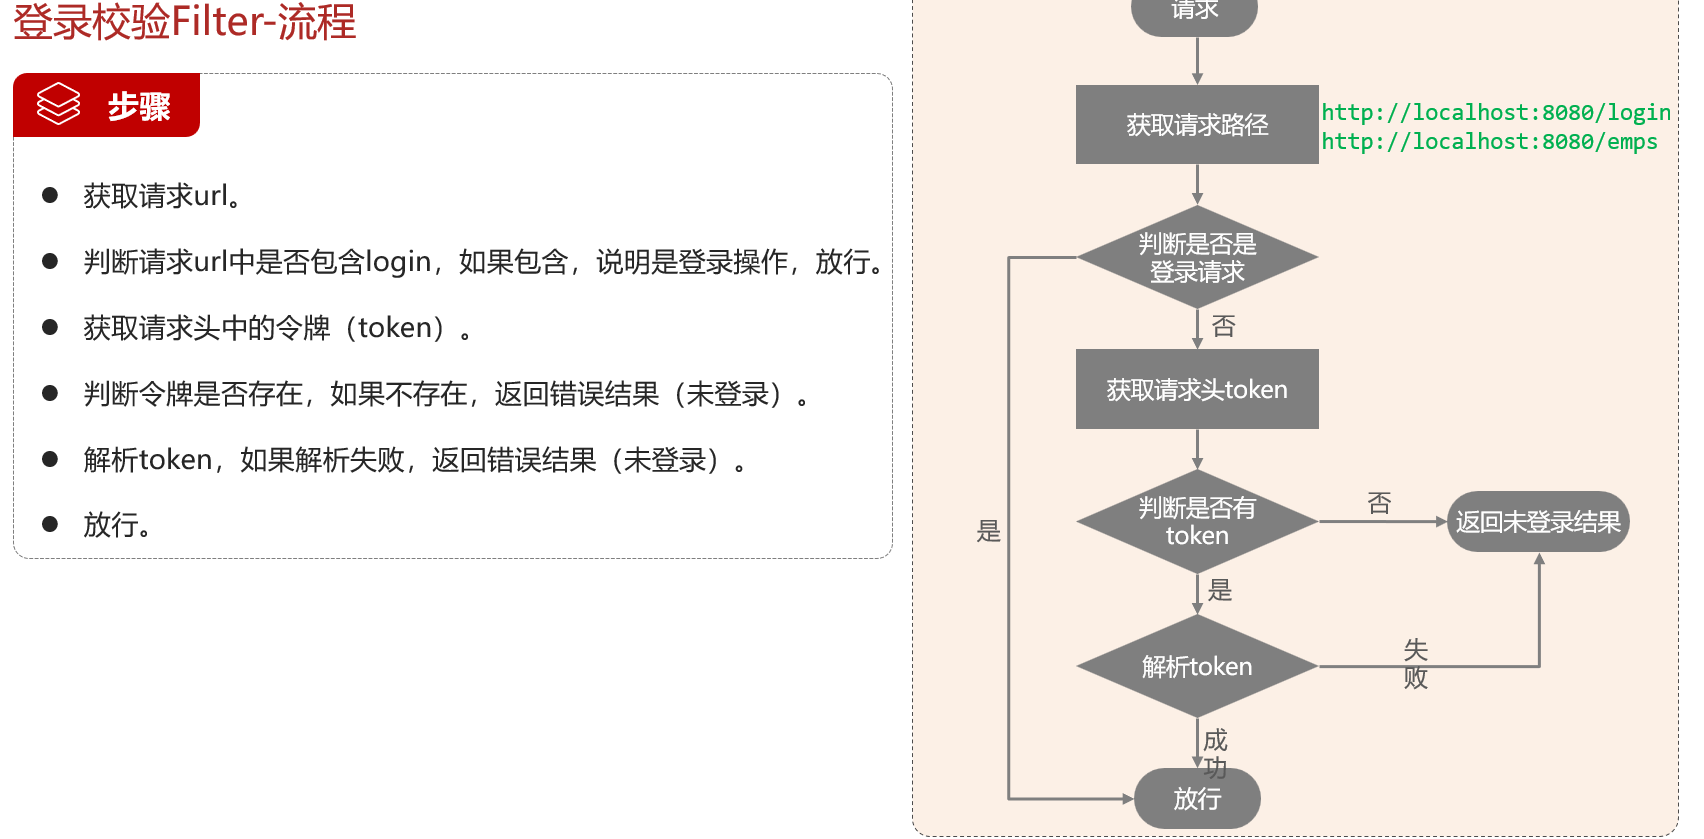 登录校验Filter-流程
步骤
获取请求url。
判断请求url中是否包含login，如果包含，说明是登录操作，放行。
获取请求头中的令牌（token）。
判断令牌是否存在，如果不存在，返回错误结果（未登录）。
解析token，如果解析失败，返回错误结果（未登录）。
放行。
请求
获取请求路径
http://localhost:8080/login
http://localhost:8080/emps
判断是否是
登录请求
否
获取请求头token
判断是否有
token
否
返回未登录结果
是
是
解析token
失
败
成
功
放行